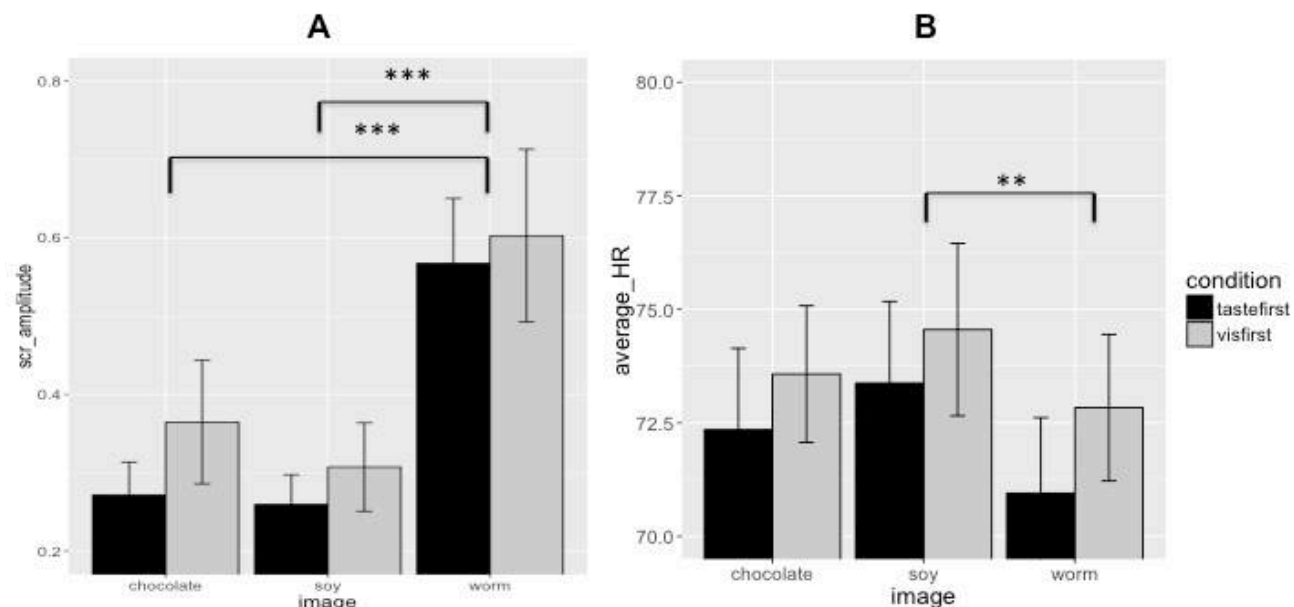 A
B
0.8
0.6
0.4
0.2
scr_amplitude
***
***
chocolate soy worm
image
80.0
77.5
75.0
72.5
70.0
average_HR
**
chocolate soy worm
image
condition
tastefirst
visfirst